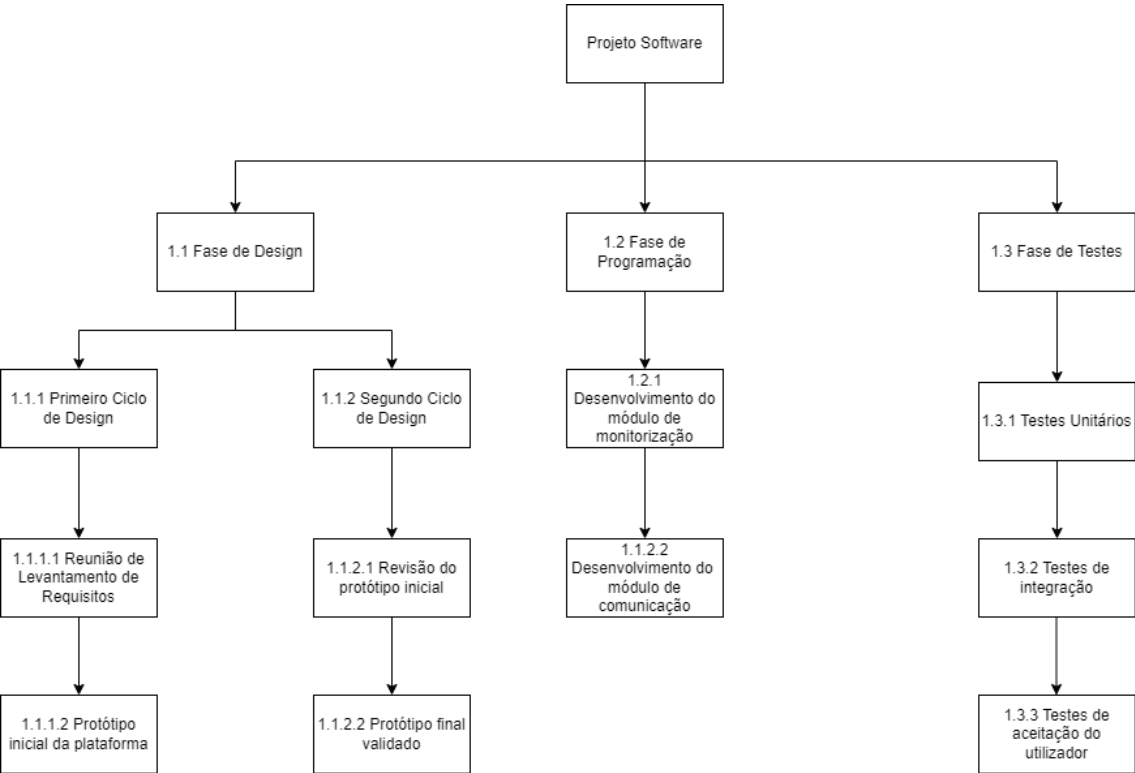 Projeto Software
1.1 Fase de Design
1.2 Fase de
Programação
1.3 Fase de Testes
1.1.1 Primeiro Ciclo
de Design
1.1.2 Segundo Ciclo
de Design
1.2.1
Desenvolvimento do
módulo de
monitorização
1.3.1 Testes Unitários
1.1.1.1 Reunião de
Levantamento de
Requisitos
1.1.2.1 Revisão do
protótipo inicial
1.1.2.2
Desenvolvimento do
módulo de
comunicação
1.3.2 Testes de
integração
1.1.1.2 Protótipo
inicial da plataforma
1.1.2.2 Protótipo final
validado
1.3.3 Testes de
aceitação do
utilizador